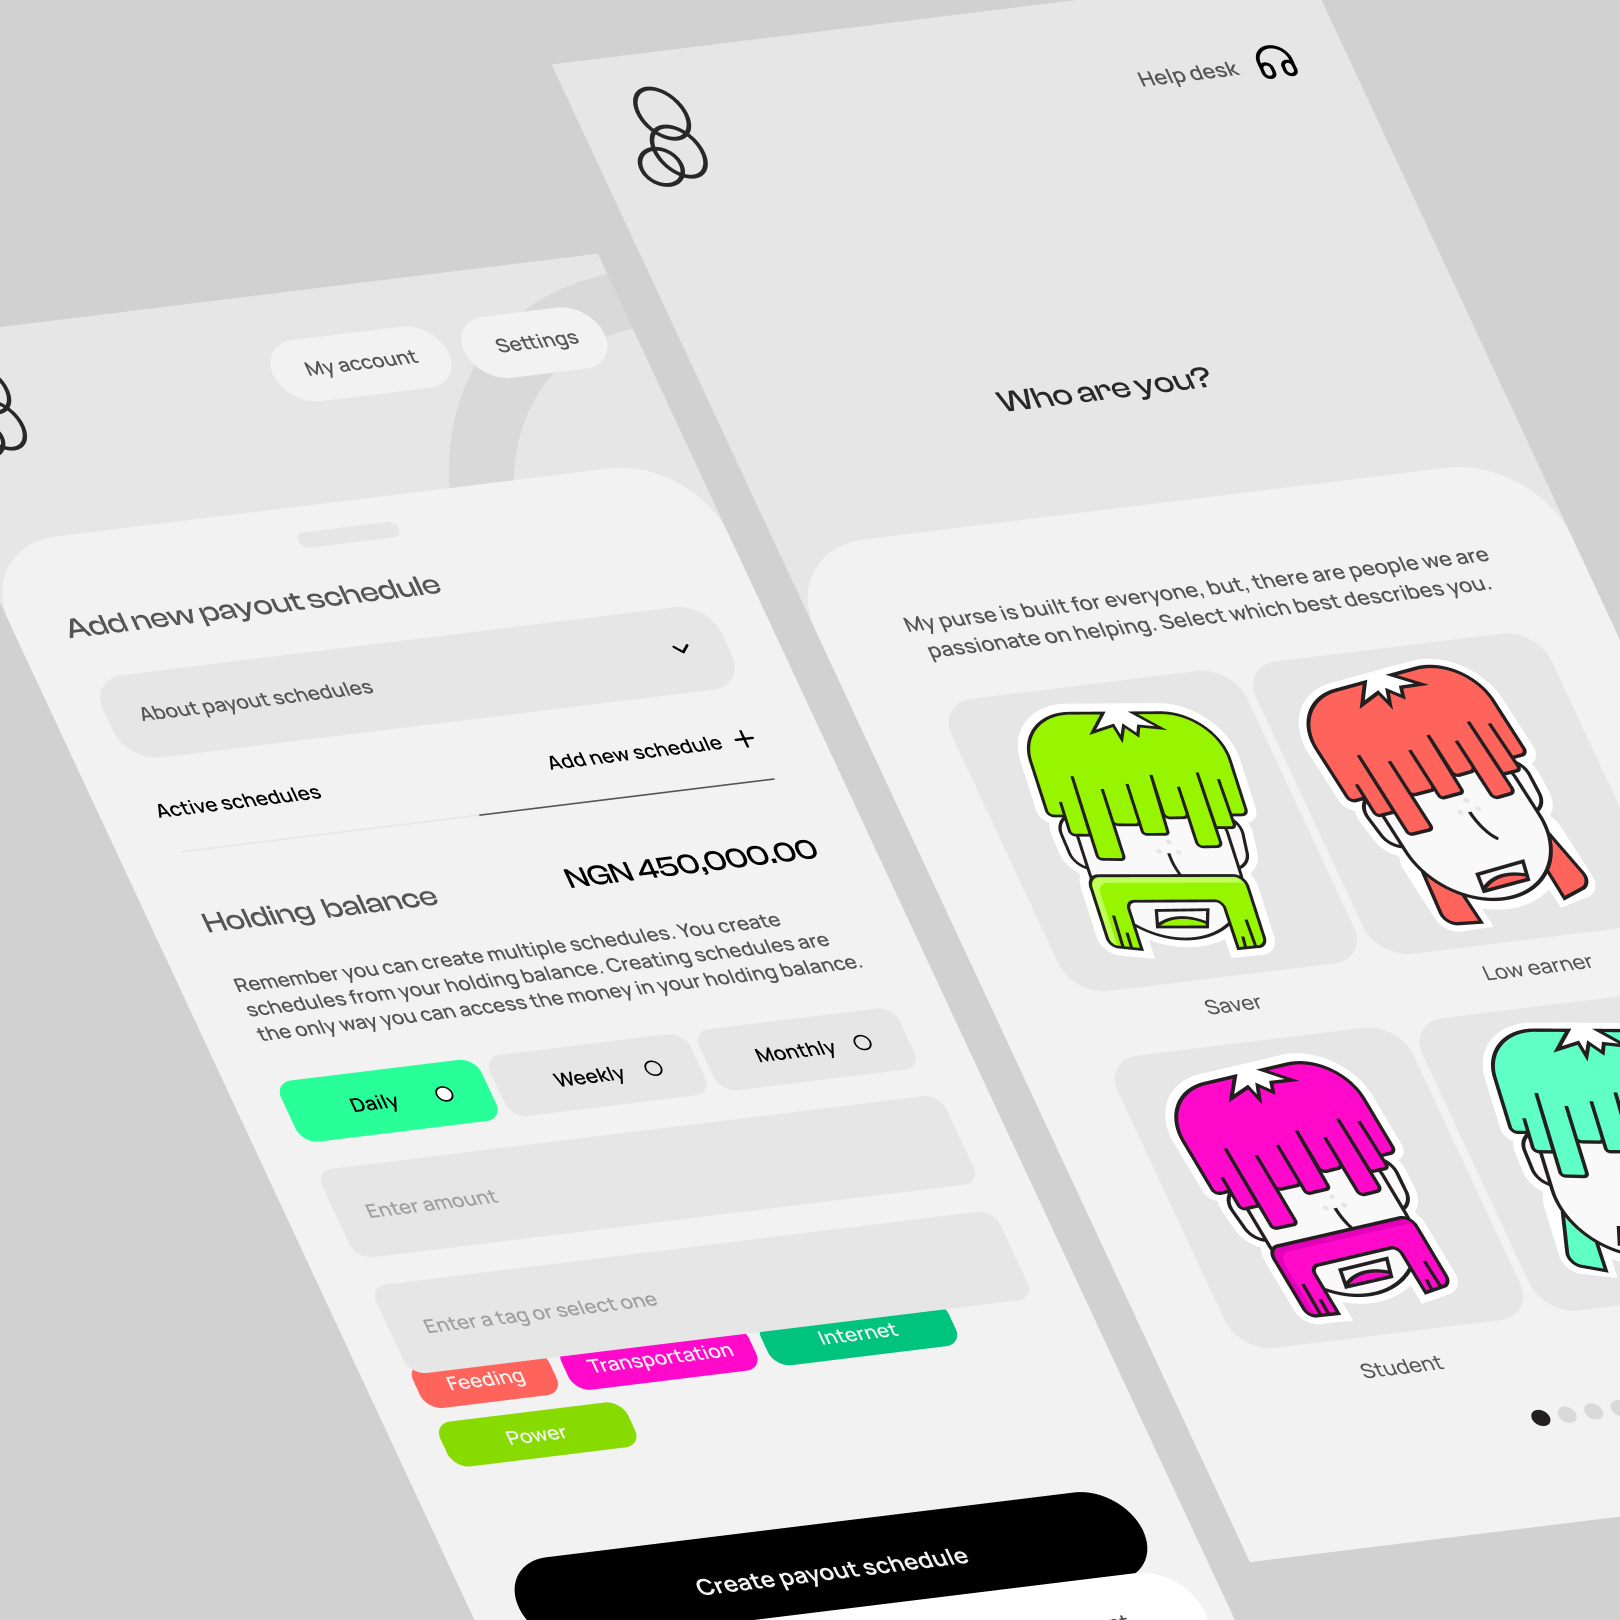 Help desk
Who are you?
My purse is built for everyone, but, there are people we are
passionate on helping. Select which best describes you.
Saver
Low earner
Student
My account
Settings
Add new payout schedule
About payout schedules
Active schedules
Add new schedule
Holding balance
NGN 450,000.00
Remember you can create multiple schedules. You create
schedules from your holding balance. Creating schedules are
the only way you can access the money in your holding balance.
Daily
Weekly
Monthly
Enter amount
Enter a tag or select one
Feeding
Transportation
Internet
Power
Create payout schedule